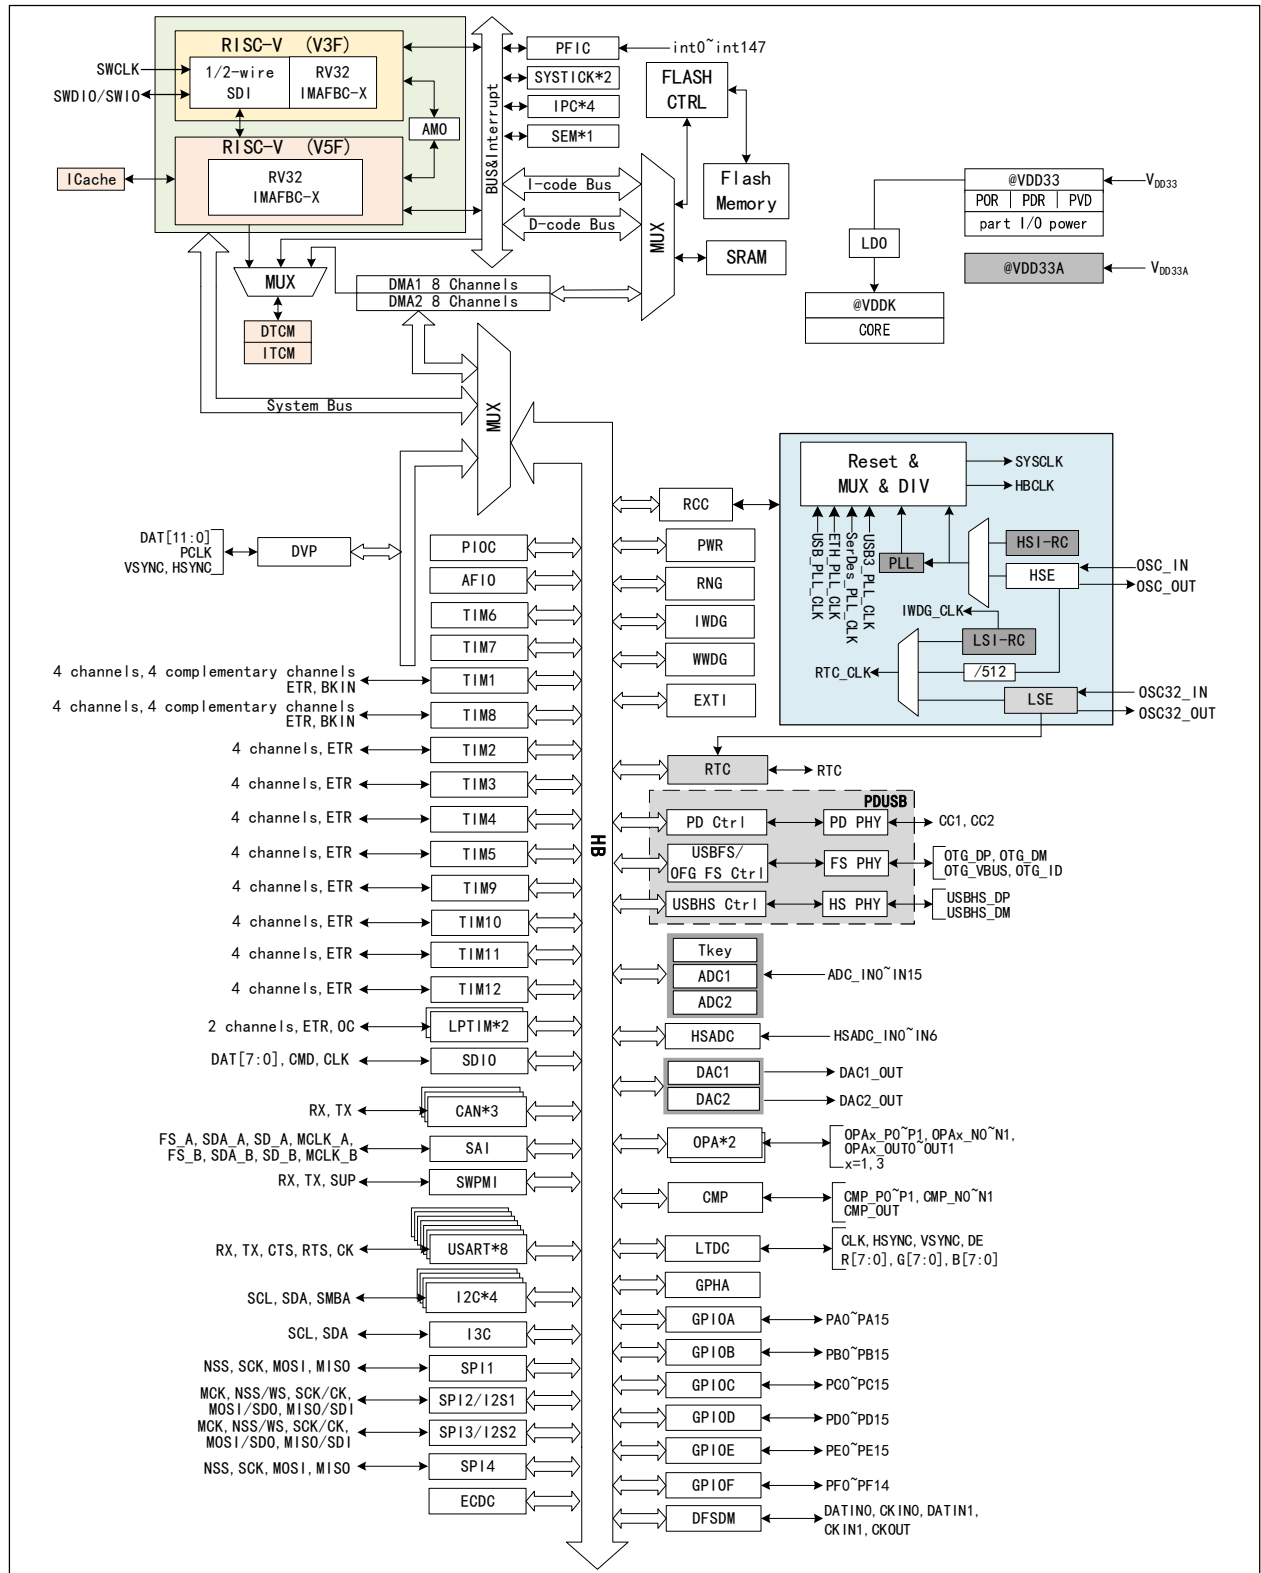 RISC-V (V3F)
1/2-wire
SDI
RV32
IMAFBC-X
SWCLK
SWDIO/SWIO
AMO
RISC-V (V5F)
RV32
IMAFBC-X
ICache
BUS&Interrupt
PFIC
int0~int147
SYSTICK*2
IPC*4
SEM*1
FLASH
CTRL
Flash
Memory
I-code Bus
D-code Bus
MUX
SRAM
@VDD33
POR | PDR | PVD
part I/O power
VDD33
LDO
@VDD33A
VDD33A
@VDDK
CORE
MUX
DTCM
ITCM
DMA1 8 Channels
DMA2 8 Channels
System Bus
MUX
Reset &
MUX & DIV
SYSCLK
HBCLK
USB_PLL_CLK
ETH_PLL_CLK
SerDes_PLL_CLK
USB3_PLL_CLK
PLL
HSI-RC
HSE
OSC_IN
OSC_OUT
IWDG_CLK
LSI-RC
RTC_CLK
/512
LSE
OSC32_IN
OSC32_OUT
DAT[11:0]
PCLK
VSYNC, HSYNC
DVP
HB
PIOC
AFIO
TIM6
TIM7
4 channels, 4 complementary channels
ETR, BKIN
TIM1
4 channels, 4 complementary channels
ETR, BKIN
TIM8
4 channels, ETR
TIM2
4 channels, ETR
TIM3
4 channels, ETR
TIM4
4 channels, ETR
TIM5
4 channels, ETR
TIM9
4 channels, ETR
TIM10
4 channels, ETR
TIM11
4 channels, ETR
TIM12
2 channels, ETR, OC
LPTIM*2
DAT[7:0], CMD, CLK
SDIO
RX, TX
CAN*3
FS_A, SDA_A, SD_A, MCLK_A,
FS_B, SDA_B, SD_B, MCLK_B
SAI
RX, TX, SUP
SWPMI
RX, TX, CTS, RTS, CK
USART*8
SCL, SDA, SMBA
I2C*4
SCL, SDA
I3C
NSS, SCK, MOSI, MISO
SPI1
MCK, NSS/WS, SCK/CK,
MOSI/SDO, MISO/SDI
SPI2/I2S1
MCK, NSS/WS, SCK/CK,
MOSI/SDO, MISO/SDI
SPI3/I2S2
NSS, SCK, MOSI, MISO
SPI4
ECDC
RCC
PWR
RNG
IWDG
WWDG
EXTI
RTC
RTC
PDUSB
PD Ctrl
PD PHY
CC1, CC2
USBFS/
OFG FS Ctrl
FS PHY
OTG_DP, OTG_DM
OTG_VBUS, OTG_ID
USBHS Ctrl
HS PHY
USBHS_DP
USBHS_DM
Tkey
ADC1
ADC2
ADC_IN0~IN15
HSADC
HSADC_IN0~IN6
DAC1
DAC1_OUT
DAC2
DAC2_OUT
OPA*2
OPAx_P0~P1, OPAx_N0~N1,
OPAx_OUT0~OUT1
x=1, 3
CMP
CMP_P0~P1, CMP_N0~N1
CMP_OUT
LTDC
CLK, HSYNC, VSYNC, DE
R[7:0], G[7:0], B[7:0]
GPHA
GPIOA
PA0~PA15
GPIOB
PB0~PB15
GPIOC
PC0~PC15
GPIOD
PD0~PD15
GPIOE
PE0~PE15
GPIOF
PF0~PF14
DFSDM
DATIN0, CKIN0, DATIN1,
CKIN1, CKOUT